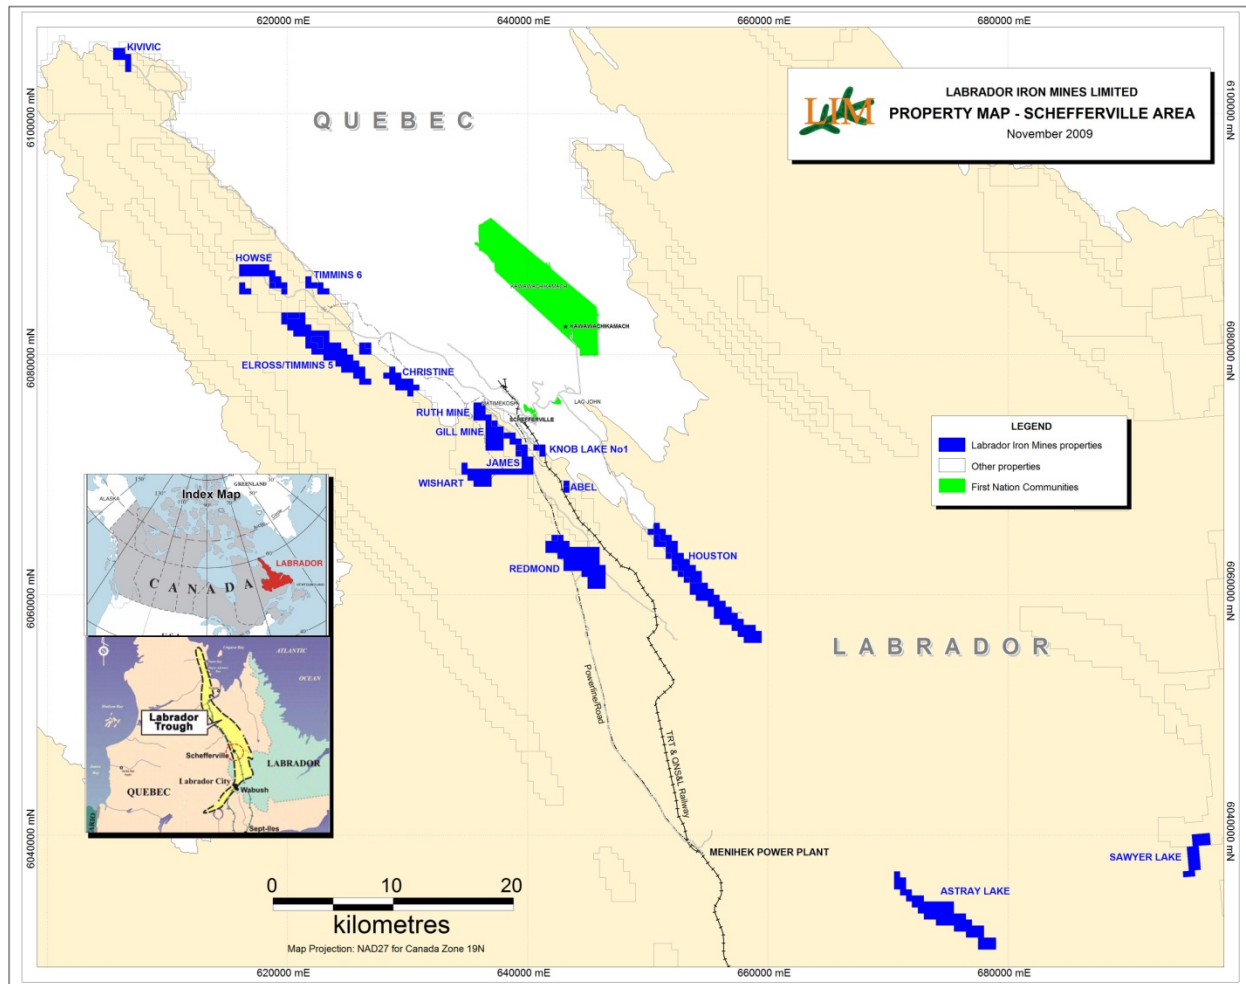 620000 mE
640000 mE
660000 mE
680000 mE
KIVIVIC
QUEBEC
LIM
LABRADOR IRON MINES LIMITED
PROPERTY MAP - SCHEFFERVILLE AREA
November 2009
6100000 mN
6100000 mN
HOWSE
TIMMINS 6
KAWAWACHIKAMACH
KAWAWACHIKAMACH
6080000 mN
6080000 mN
ELROSS/TIMMINS 5
CHRISTINE
MATIMEKOSH
LAC JOHN
RUTH MINE
SCHEFFERVILLE
GILL MINE
KNOB LAKE No1
JAMES
WISHART
ABEL
LEGEND
Labrador Iron Mines properties
Other properties
First Nation Communities
HOUSTON
REDMOND
6060000 mN
6060000 mN
LABRADOR
Index Map
ALASKA
GREENLAND
LABRADOR
CANADA
ATLANTIC
OCEAN
Labrador
Trough
Schefferville
LABRADOR
Labrador City
Wabush
QUEBEC
Sept-Iles
Powerline/Road
TRT & QNS&L Railway
6040000 mN
6040000 mN
MENIHEK POWER PLANT
SAWYER LAKE
ASTRAY LAKE
0 10 20
kilometres
Map Projection: NAD27 for Canada Zone 19N
620000 mE
640000 mE
660000 mE
680000 mE